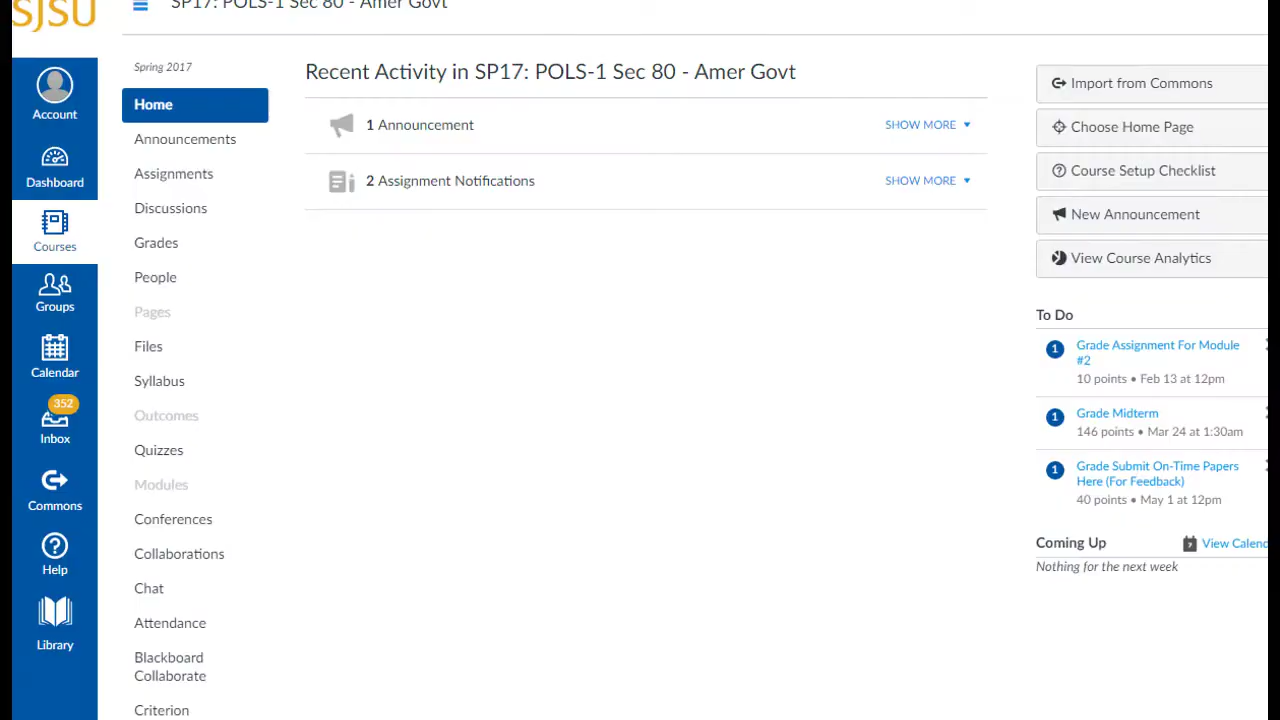 SJSU
SP17: POLS-1 Sec 80 - Amer Govt
Account
Dashboard
Courses
Groups
Calendar
352
Inbox
Commons
Help
Library
Spring 2017
Home
Announcements
Assignments
Discussions
Grades
People
Pages
Files
Syllabus
Outcomes
Quizzes
Modules
Conferences
Collaborations
Chat
Attendance
Blackboard
Collaborate
Criterion
Recent Activity in SP17: POLS-1 Sec 80 - Amer Govt
1 Announcement SHOW MORE
2 Assignment Notifications SHOW MORE
Import from Commons
Choose Home Page
Course Setup Checklist
New Announcement
View Course Analytics
To Do
1 Grade Assignment For Module
#2
10 points • Feb 13 at 12pm
1 Grade Midterm
146 points • Mar 24 at 1:30am
1 Grade Submit On-Time Papers
Here (For Feedback)
40 points • May 1 at 12pm
Coming Up View Calend
Nothing for the next week